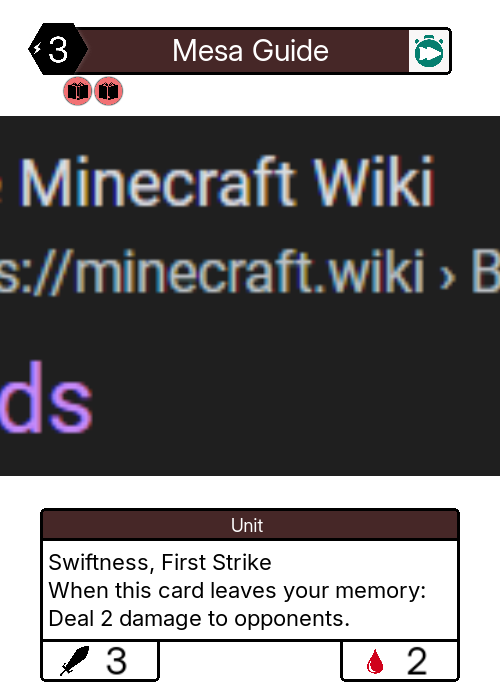 3
Mesa Guide
Minecraft Wiki
s://minecraft.wiki › B
ds
Unit
Swiftness, First Strike
When this card leaves your memory:
Deal 2 damage to opponents.
3
2